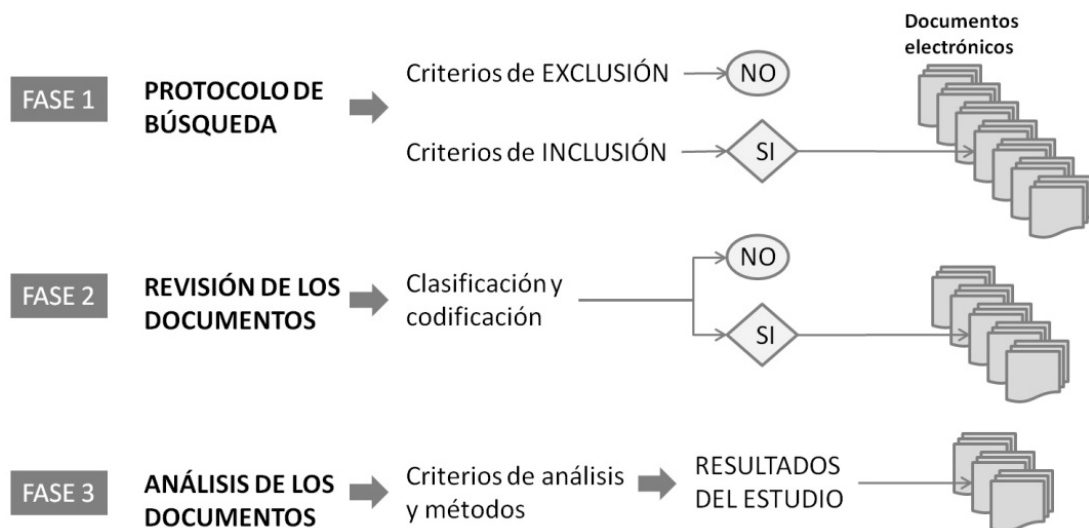 Documentos
electrónicos
FASE 1
PROTOCOLO DE
BÚSQUEDA
Criterios de EXCLUSIÓN
NO
Criterios de INCLUSIÓN
SI
FASE 2
REVISIÓN DE LOS
DOCUMENTOS
Clasificación y
codificación
NO
SI
FASE 3
ANÁLISIS DE LOS
DOCUMENTOS
Criterios de análisis
y métodos
RESULTADOS
DEL ESTUDIO